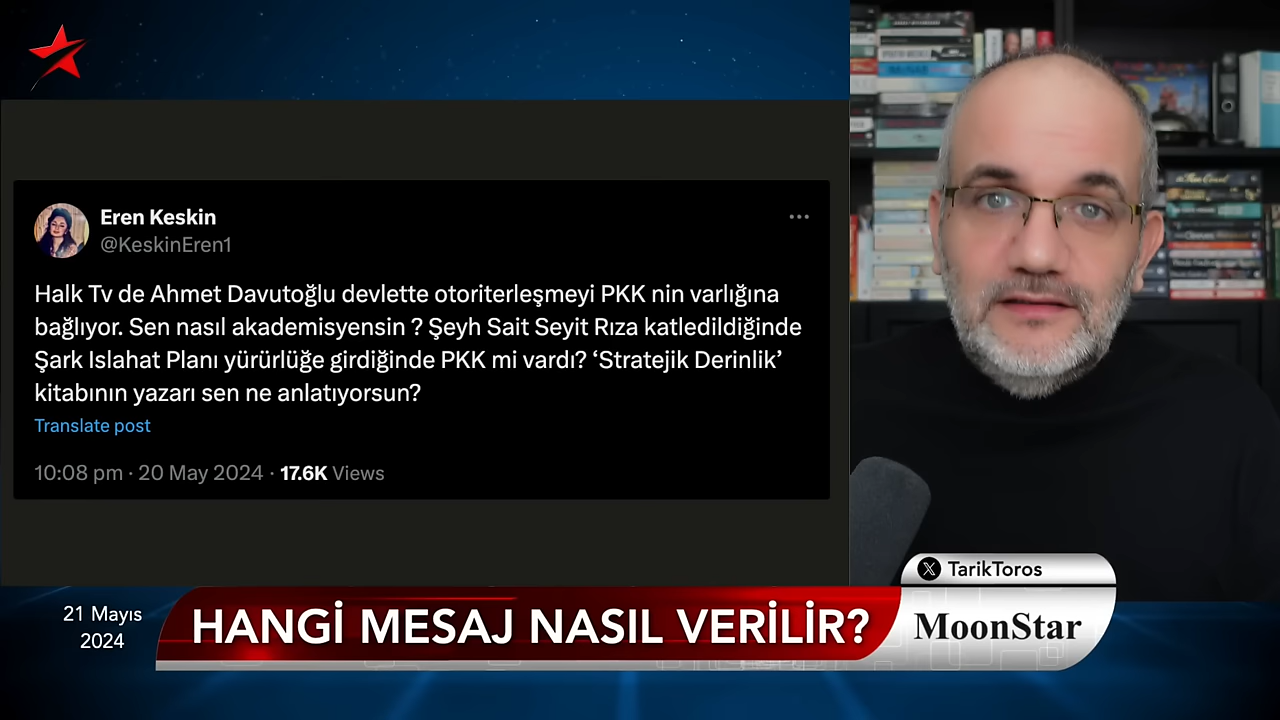 Eren Keskin
@KeskinEren1
Halk Tv de Ahmet Davutoğlu devlette otoriterleşmeyi PKK nin varlığına
bağlıyor. Sen nasıl akademisyensin ? Şeyh Sait Seyit Rıza katledildiğinde
Şark Islahat Planı yürürlüğe girdiğinde PKK mi vardı? ‘Stratejik Derinlik’
kitabının yazarı sen ne anlatıyorsun?
Translate post
10:08 pm · 20 May 2024 · 17.6K Views
21 Mayıs
2024
HANGİ MESAJ NASIL VERİLİR?
X TarikToros
MoonStar